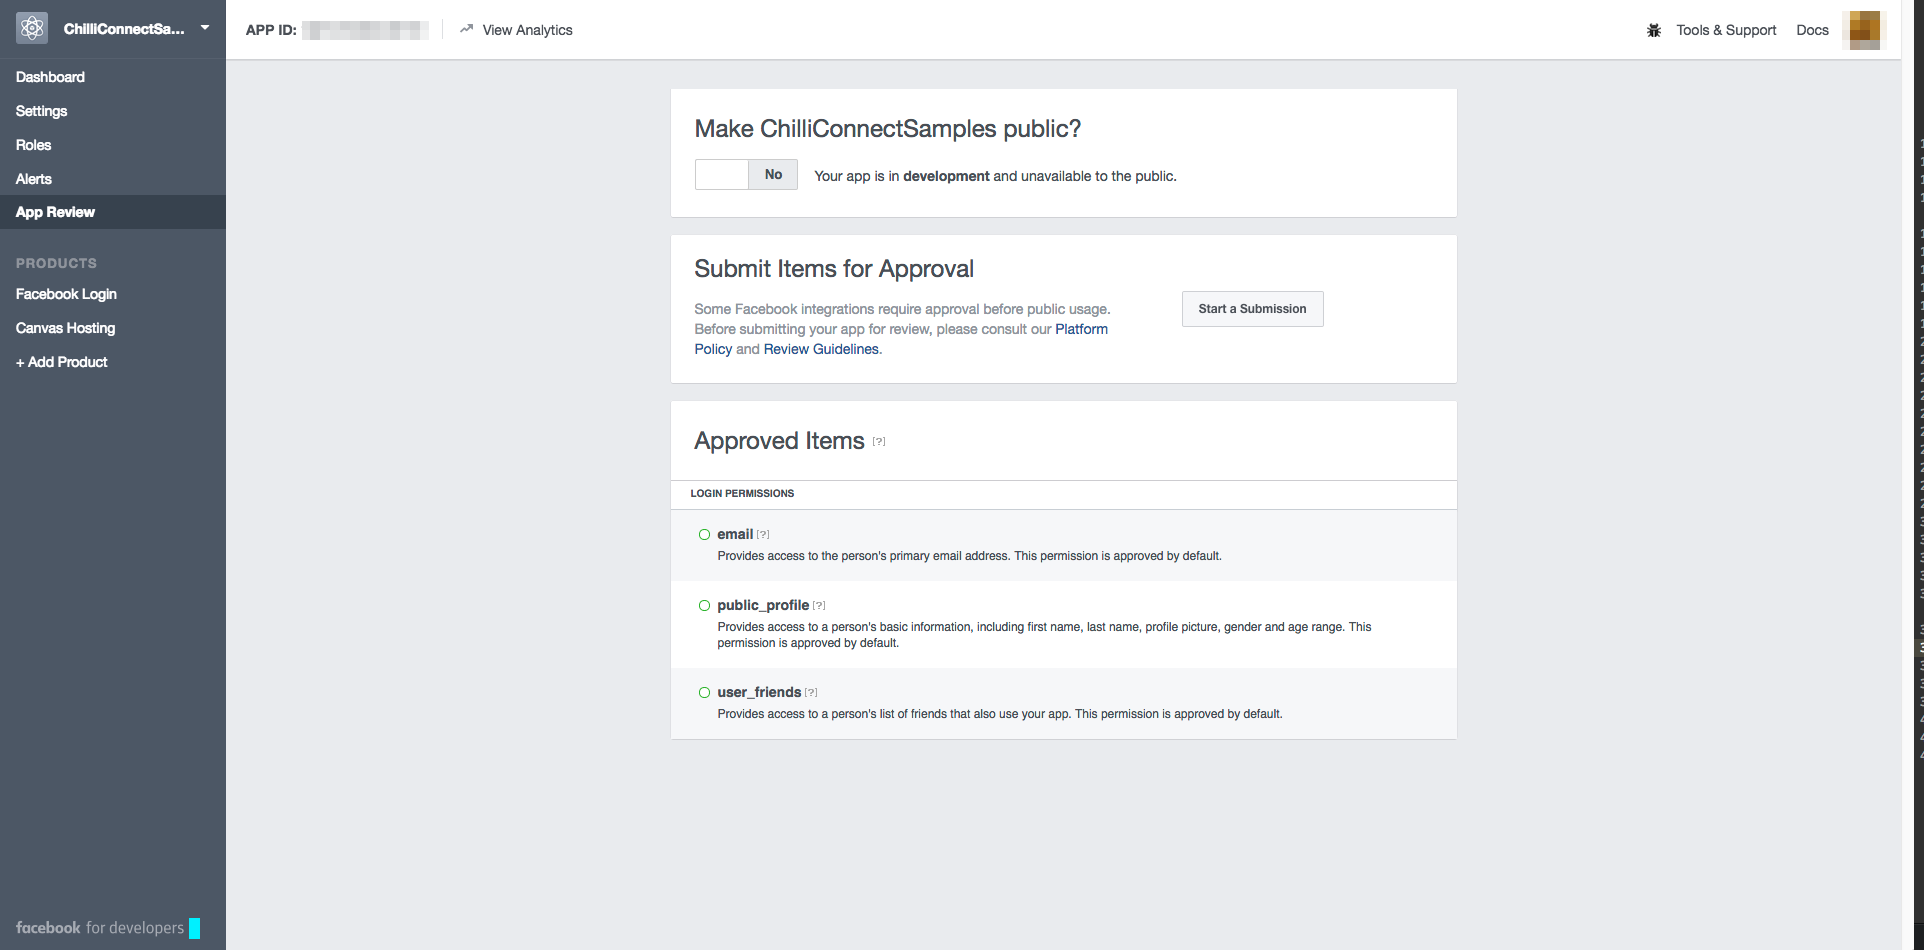 ChilliConnectSa...
APP ID:
View Analytics
Tools & Support
Docs
Dashboard
Settings
Roles
Alerts
App Review
PRODUCTS
Facebook Login
Canvas Hosting
+ Add Product
facebook for developers
Make ChilliConnectSamples public?
No
Your app is in development and unavailable to the public.
Submit Items for Approval
Some Facebook integrations require approval before public usage.
Before submitting your app for review, please consult our Platform
Policy and Review Guidelines.
Start a Submission
Approved Items [?]
LOGIN PERMISSIONS
email [?]
Provides access to the person's primary email address. This permission is approved by default.
public_profile [?]
Provides access to a person's basic information, including first name, last name, profile picture, gender and age range. This
permission is approved by default.
user_friends [?]
Provides access to a person's list of friends that also use your app. This permission is approved by default.